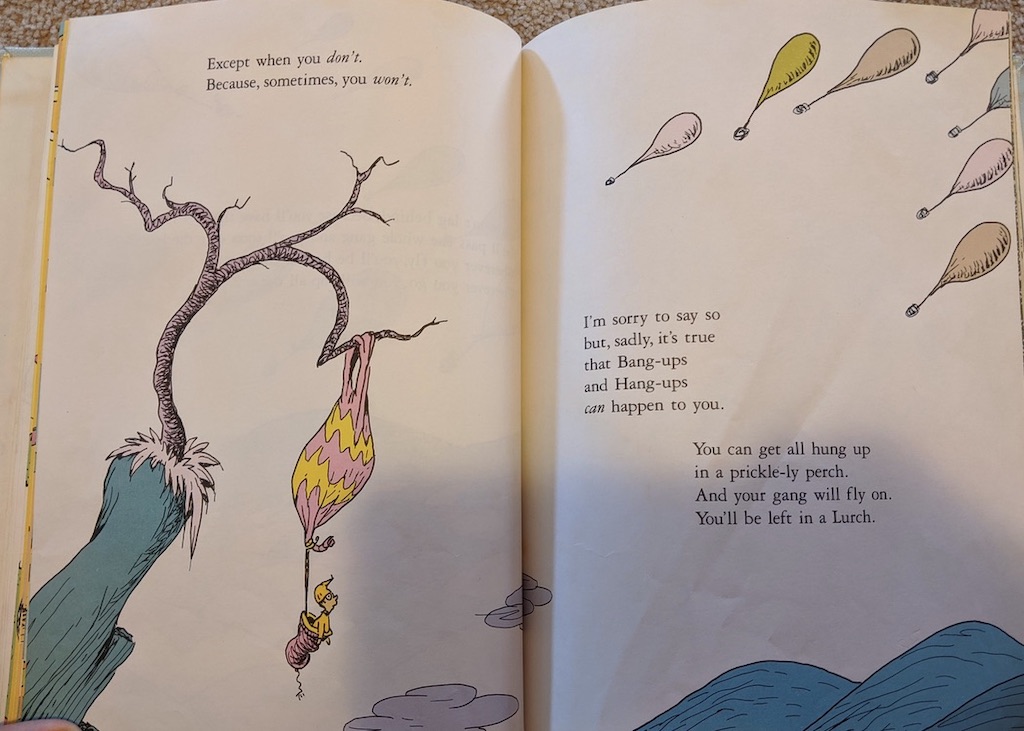 Except when you don't.
Because, sometimes, you won't.
I'm sorry to say so
but, sadly, it's true
that Bang-ups
and Hang-ups
can happen to you.
You can get all hung up
in a prickle-ly perch.
And your gang will fly on.
You'll be left in a Lurch.